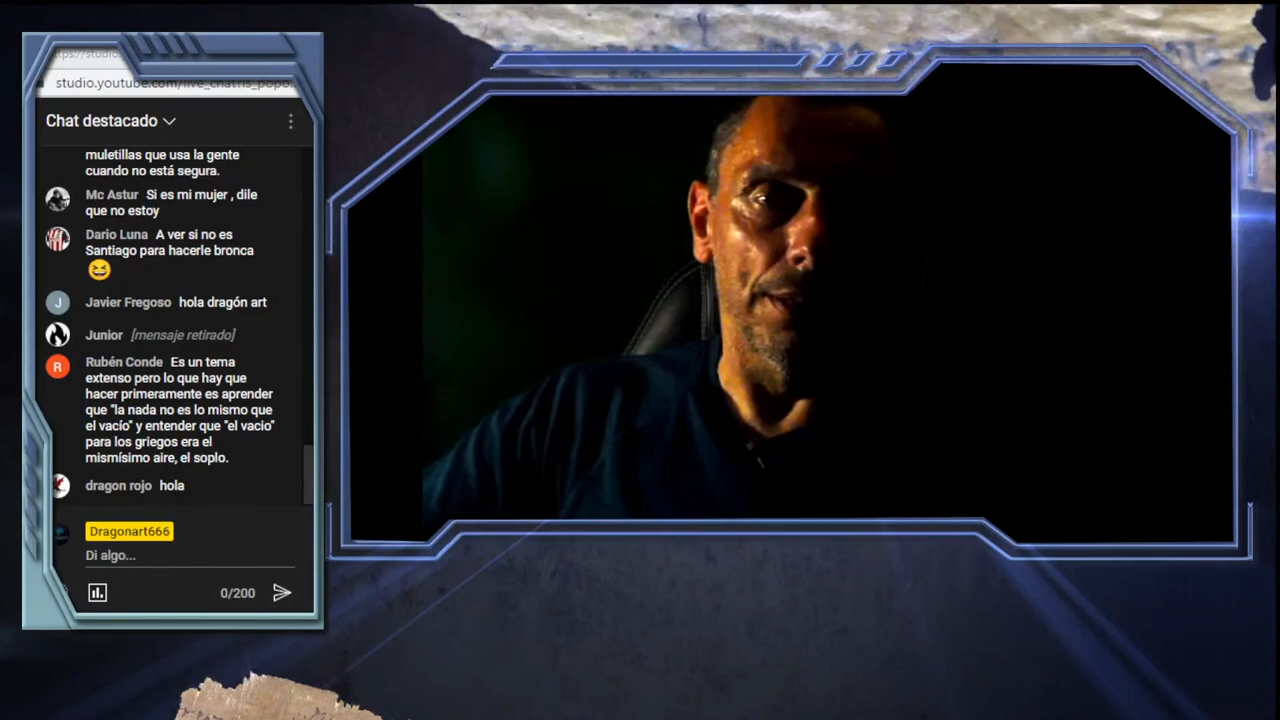 studio.youtube.com/live_chat?is_popo
Chat destacado
muletillas que usa la gente
cuando no está segura.
Mc Astur Si es mi mujer , dile
que no estoy
Dario Luna A ver si no es
Santiago para hacerle bronca
J Javier Fregoso hola dragón art
Junior [mensaje retirado]
R Rubén Conde Es un tema
extenso pero lo que hay que
hacer primeramente es aprender
que "la nada no es lo mismo que
el vacío" y entender que "el vacio"
para los griegos era el
mismísimo aire, el soplo.
dragon rojo hola
Dragonart666
Di algo...
0/200